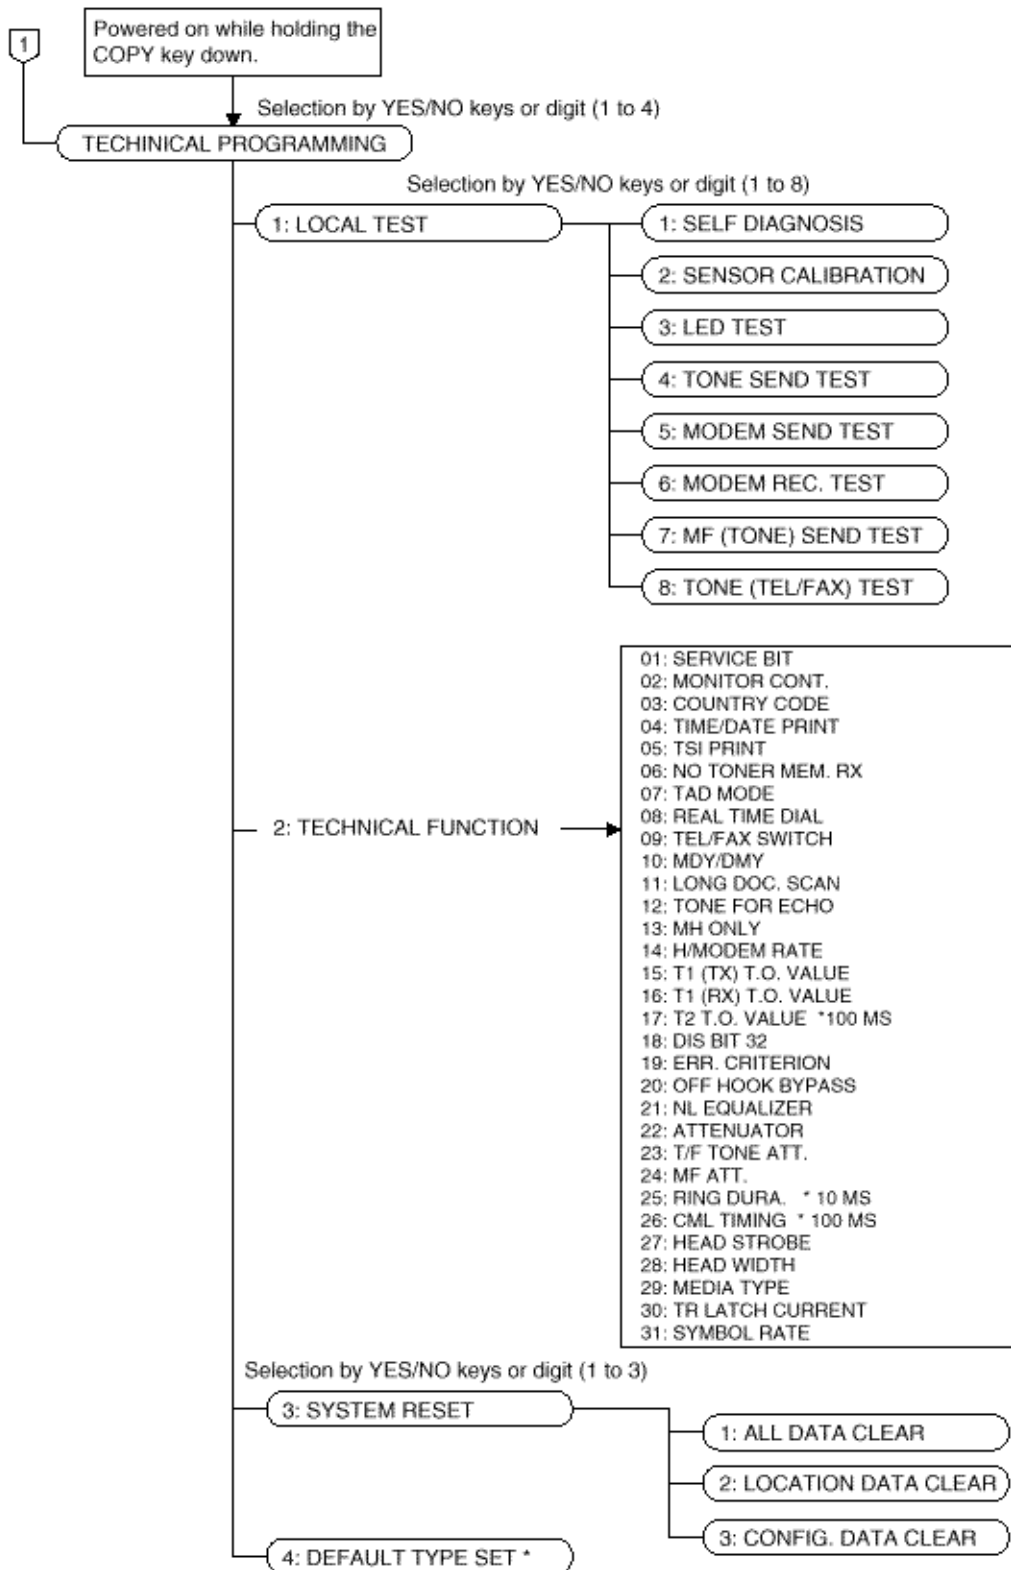 1
Powered on while holding the
COPY key down.
Selection by YES/NO keys or digit (1 to 4)
TECHINICAL PROGRAMMING
Selection by YES/NO keys or digit (1 to 8)
1: LOCAL TEST
1: SELF DIAGNOSIS
2: SENSOR CALIBRATION
3: LED TEST
4: TONE SEND TEST
5: MODEM SEND TEST
6: MODEM REC. TEST
7: MF (TONE) SEND TEST
8: TONE (TEL/FAX) TEST
2: TECHNICAL FUNCTION
01: SERVICE BIT
02: MONITOR CONT.
03: COUNTRY CODE
04: TIME/DATE PRINT
05: TSI PRINT
06: NO TONER MEM. RX
07: TAD MODE
08: REAL TIME DIAL
09: TEL/FAX SWITCH
10: MDY/DMY
11: LONG DOC. SCAN
12: TONE FOR ECHO
13: MH ONLY
14: H/MODEM RATE
15: T1 (TX) T.O. VALUE
16: T1 (RX) T.O. VALUE
17: T2 T.O. VALUE *100 MS
18: DIS BIT 32
19: ERR. CRITERION
20: OFF HOOK BYPASS
21: NL EQUALIZER
22: ATTENUATOR
23: T/F TONE ATT.
24: MF ATT.
25: RING DURA. * 10 MS
26: CML TIMING * 100 MS
27: HEAD STROBE
28: HEAD WIDTH
29: MEDIA TYPE
30: TR LATCH CURRENT
31: SYMBOL RATE
Selection by YES/NO keys or digit (1 to 3)
3: SYSTEM RESET
1: ALL DATA CLEAR
2: LOCATION DATA CLEAR
3: CONFIG. DATA CLEAR
4: DEFAULT TYPE SET *